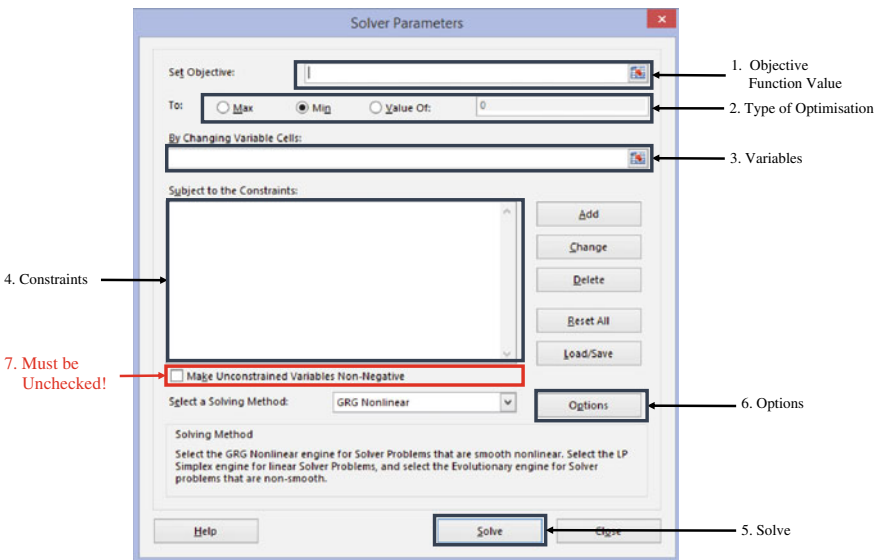 Solver Parameters
Set Objective:
1. Objective
Function Value
To:
Max
Min
Value Of:
0
2. Type of Optimisation
By Changing Variable Cells:
3. Variables
Subject to the Constraints:
Add
Change
4. Constraints
Delete
Reset All
Load/Save
7. Must be
Unchecked!
Make Unconstrained Variables Non-Negative
Select a Solving Method:
GRG Nonlinear
Options
6. Options
Solving Method
Select the GRG Nonlinear engine for Solver Problems that are smooth nonlinear. Select the LP
Simplex engine for linear Solver Problems, and select the Evolutionary engine for Solver
problems that are non-smooth.
Help
Solve
Close
5. Solve